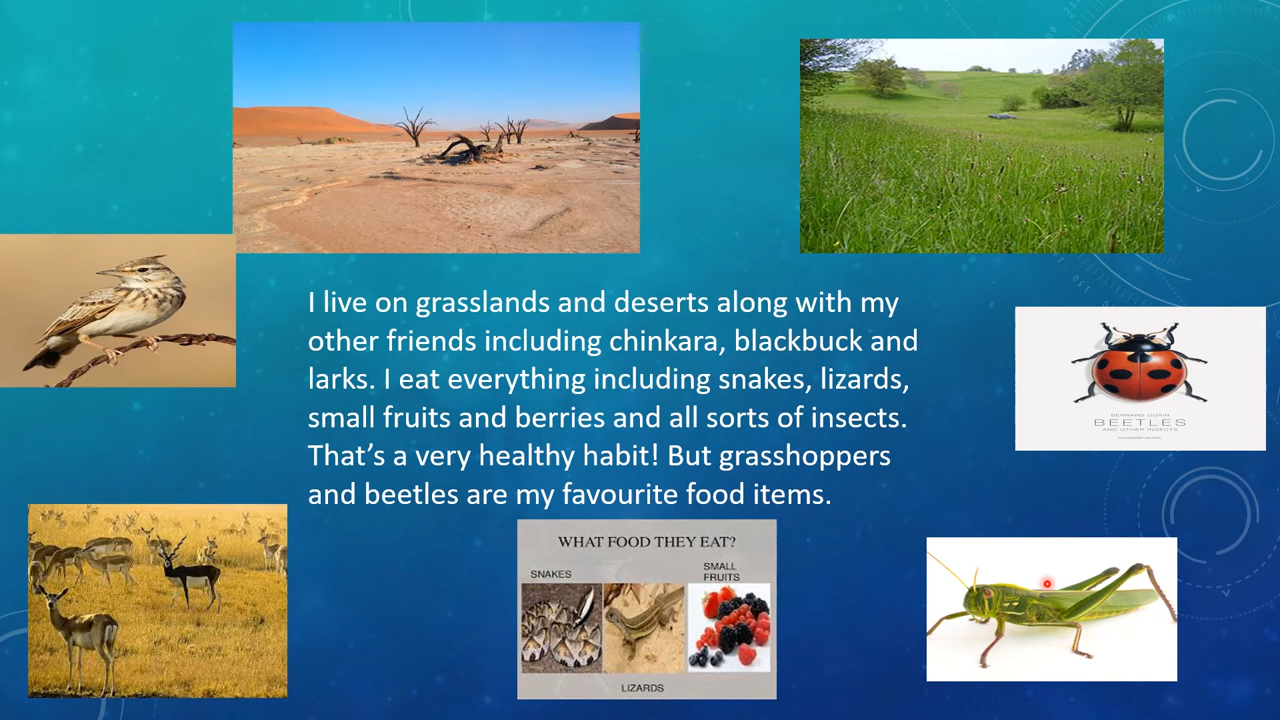 I live on grasslands and deserts along with my
other friends including chinkara, blackbuck and
larks. I eat everything including snakes, lizards,
small fruits and berries and all sorts of insects.
That’s a very healthy habit! But grasshoppers
and beetles are my favourite food items.
BERNARD DURIN
BEETLES
AND OTHER INSECTS
WHAT FOOD THEY EAT?
SNAKES
SMALL
FRUITS
LIZARDS